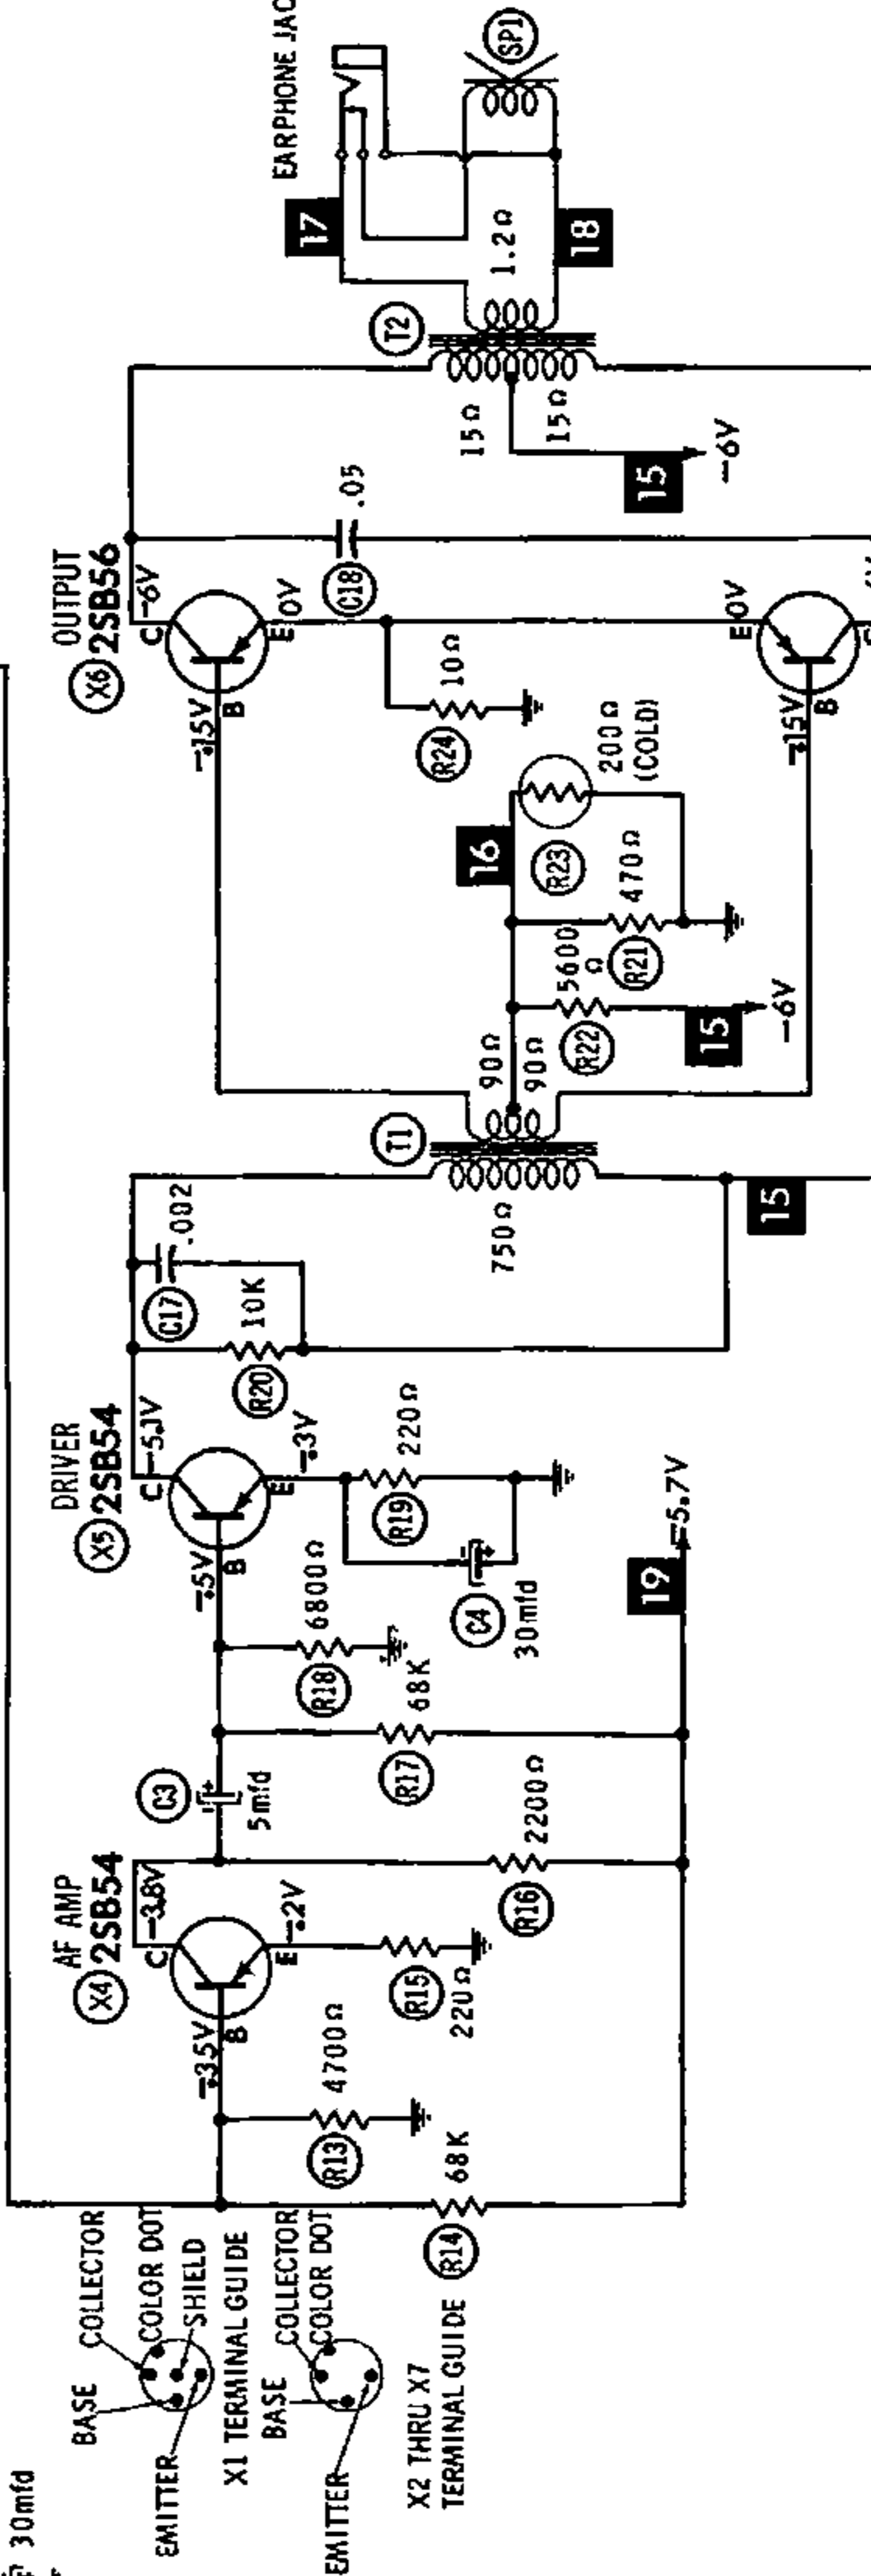 30mfd
BASE
COLLECTOR
COLOR DOT
SHIELD
EMITTER
X1 TERMINAL GUIDE
BASE
COLLECTOR
COLOR DOT
EMITTER
X2 THRU X7
TERMINAL GUIDE
R14
68K
R13
4700Ω
AF AMP
X4 2SB54
-.35V
B
C
-3.8V
E
-.2V
R15
220Ω
R16
2200Ω
C3
5mfd
R17
68K
R18
6800Ω
19
-5.7V
DRIVER
X5 2SB54
-.5V
B
C
-5.1V
E
-.3V
R19
220Ω
C4
30mfd
R20
10K
C17
.002
T1
750Ω
15
90Ω
90Ω
R22
5600
Ω
15
-6V
R21
470Ω
16
R23
200Ω
(COLD)
OUTPUT
X6 2SB56
-.15V
B
C
-6V
E
0V
R24
10Ω
-.15V
B
E
0V
C18
.05
T2
15Ω
15Ω
15
-6V
1.2Ω
17
18
SP1